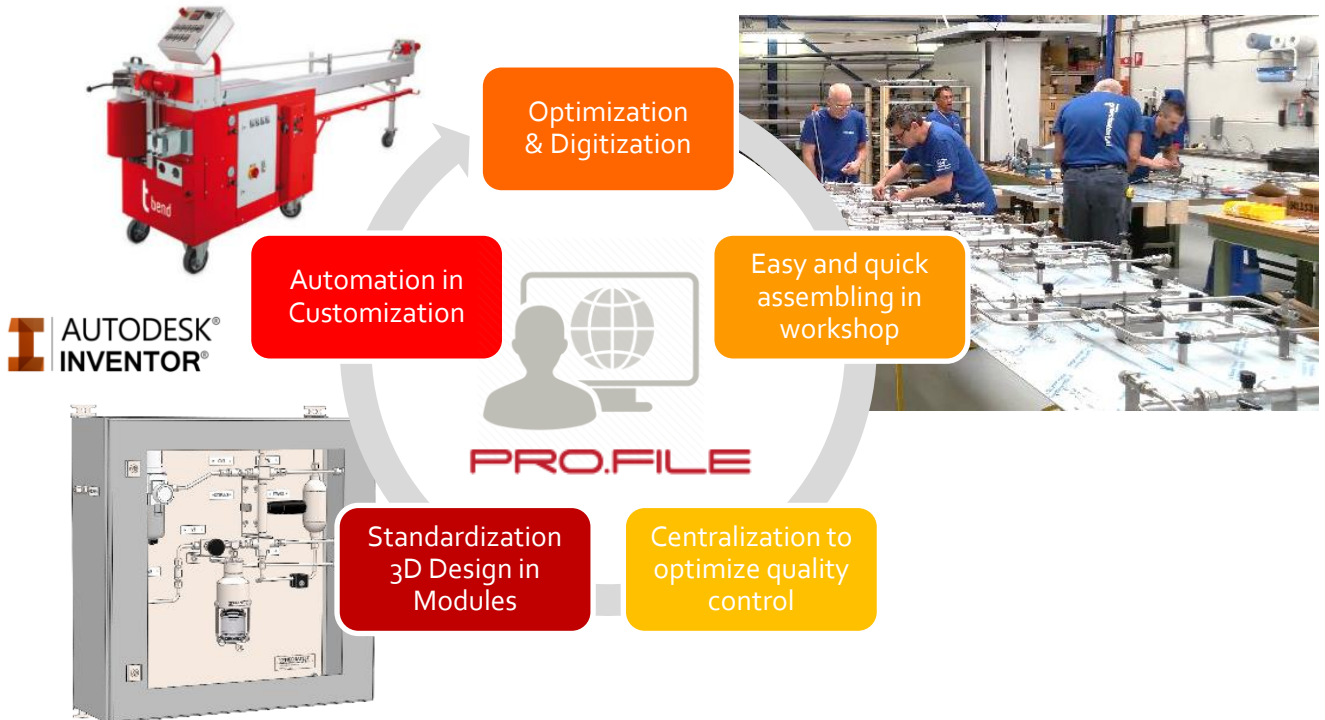 Optimization
& Digitization
Easy and quick
assembling in
workshop
Centralization to
optimize quality
control
Standardization
3D Design in
Modules
Automation in
Customization
PRO.FILE
AUTODESK®
INVENTOR®
t
bend